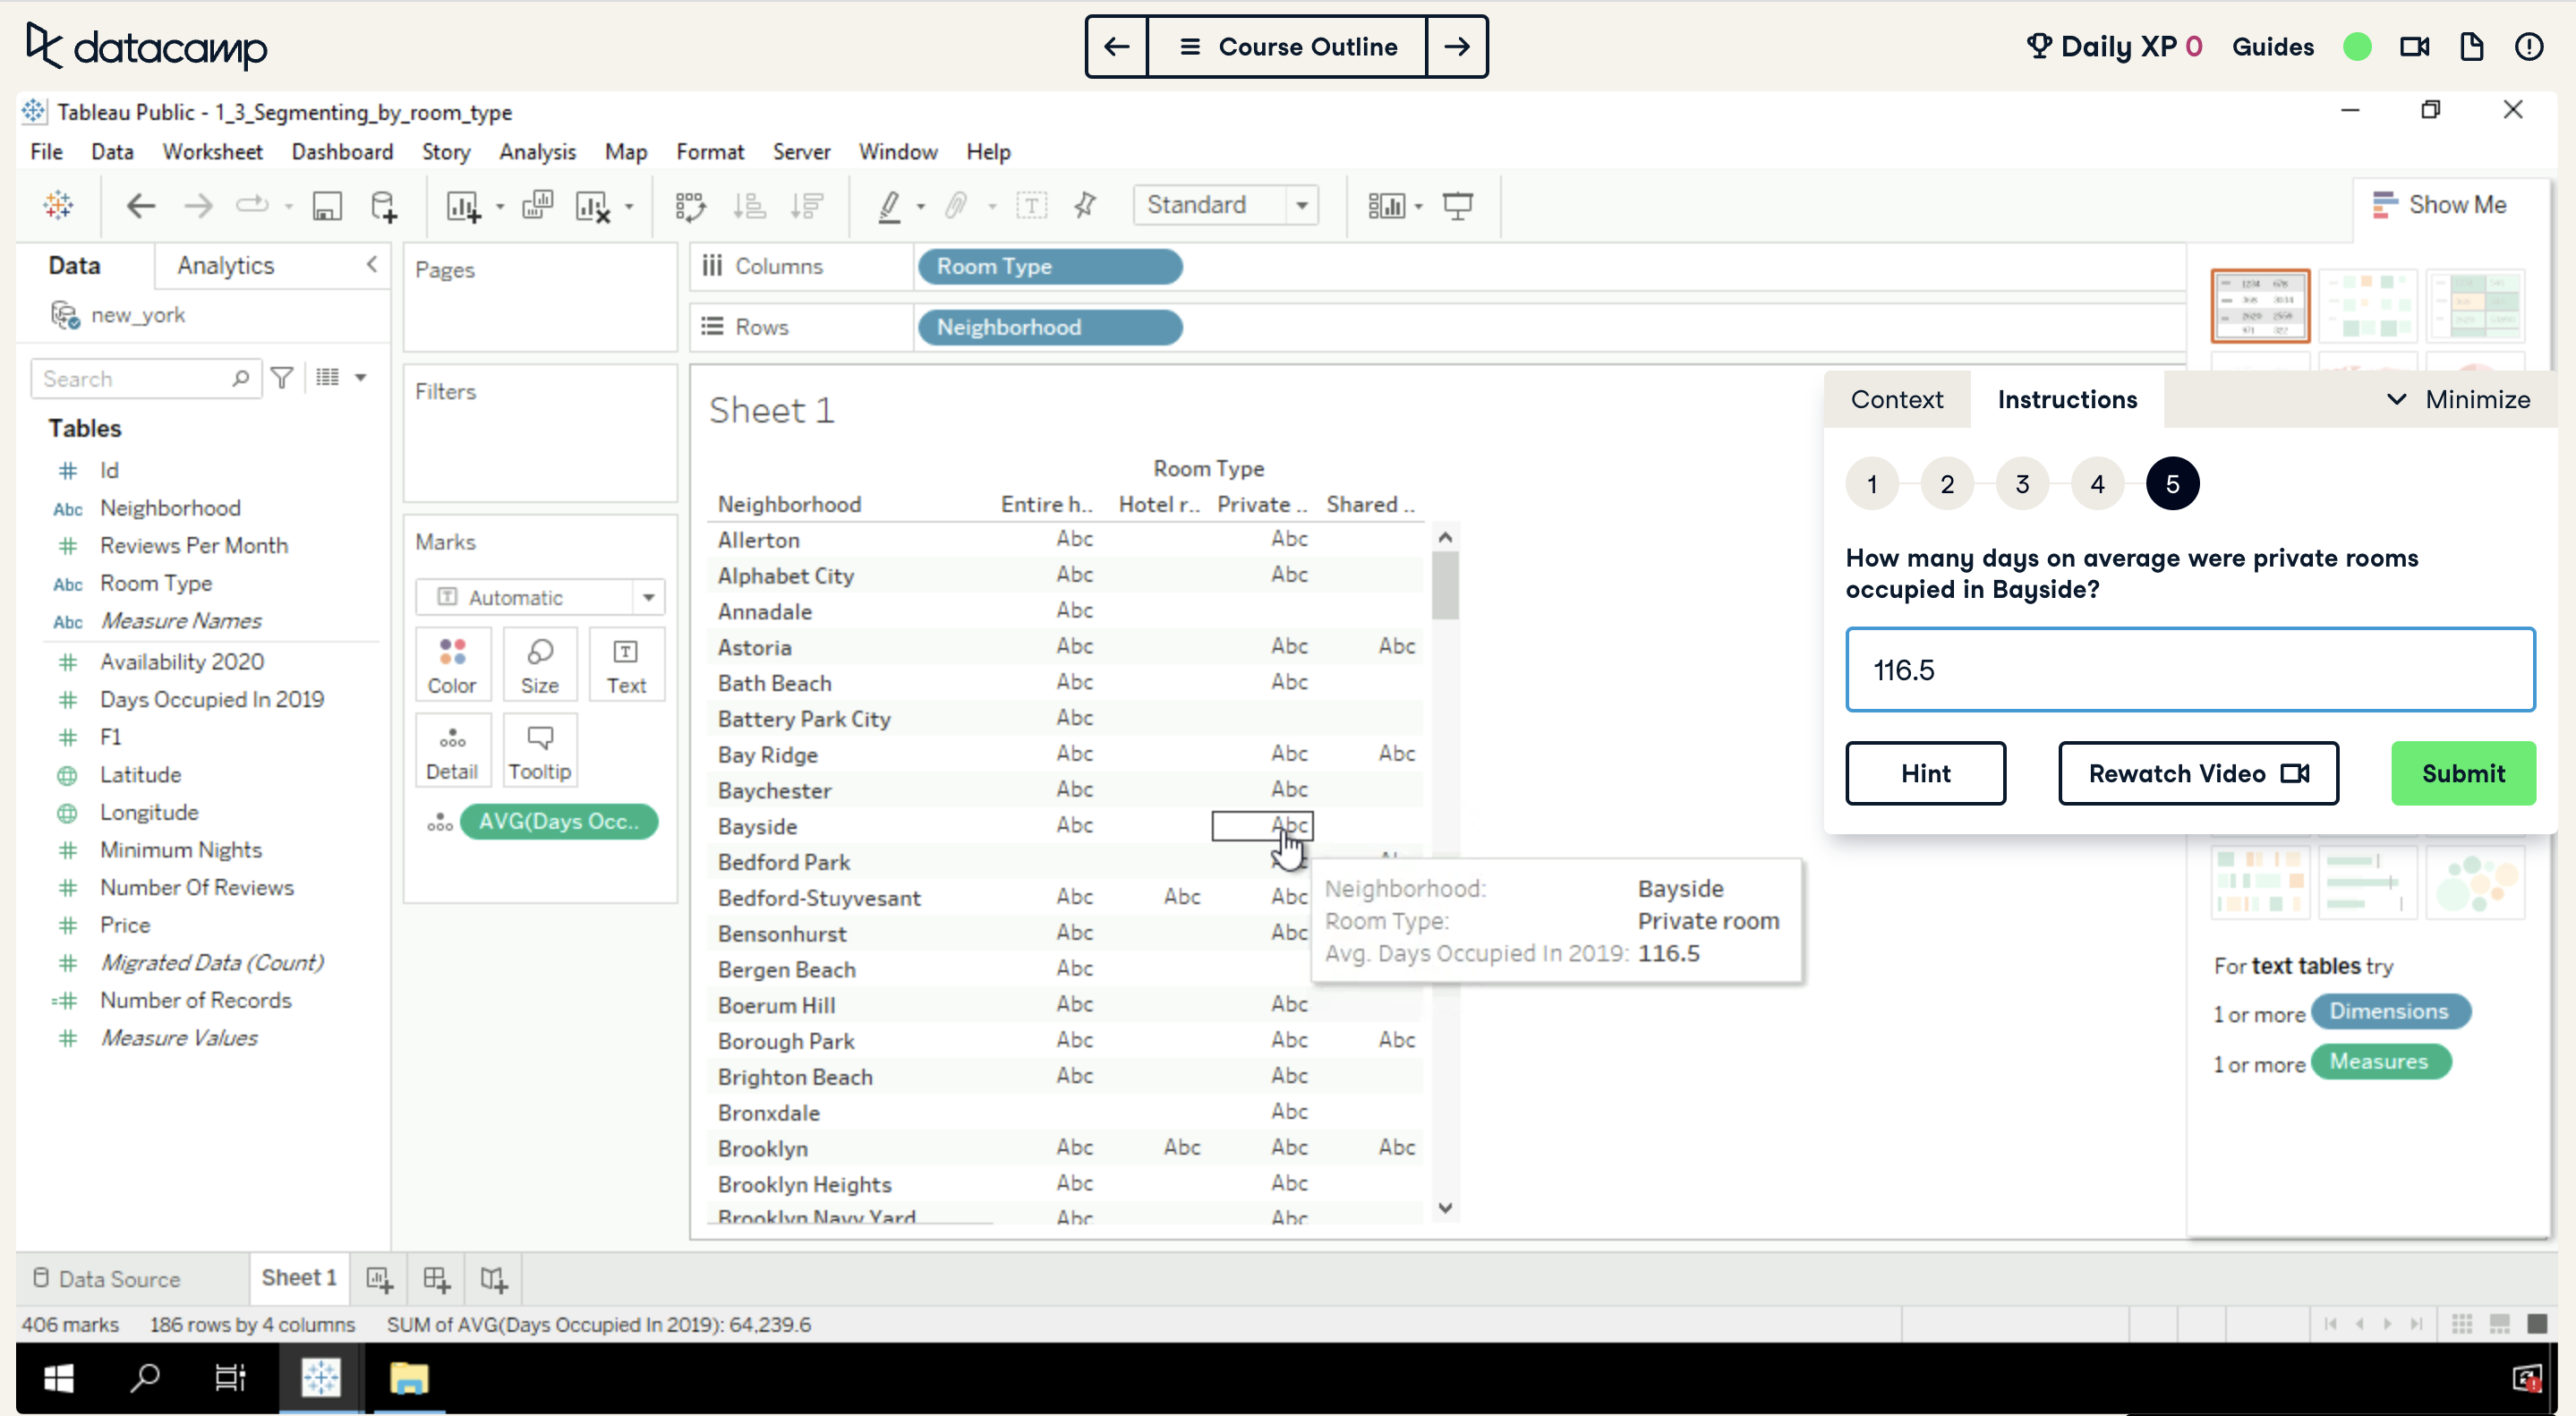 datacamp
Course Outline
Daily XP 0 Guides
Tableau Public - 1_3_Segmenting_by_room_type
File Data Worksheet Dashboard Story Analysis Map Format Server Window Help
Standard
Show Me
Data Analytics
new_york
Search
Tables
Id
Abc Neighborhood
Reviews Per Month
Abc Room Type
Abc Measure Names
Availability 2020
Days Occupied In 2019
F1
Latitude
Longitude
Minimum Nights
Number Of Reviews
Price
Migrated Data (Count)
Number of Records
Measure Values
Pages
Filters
Marks
Automatic
Color Size Text
Detail Tooltip
AVG(Days Occ..
Columns Room Type
Rows Neighborhood
Sheet 1
Room Type
Neighborhood Entire h.. Hotel r.. Private .. Shared ..
Allerton Abc Abc
Alphabet City Abc Abc
Annadale Abc
Astoria Abc Abc Abc
Bath Beach Abc Abc
Battery Park City Abc
Bay Ridge Abc Abc Abc
Baychester Abc Abc
Bayside Abc Abc
Bedford Park
Bedford-Stuyvesant Abc Abc Abc
Bensonhurst Abc Abc
Bergen Beach Abc
Boerum Hill Abc Abc
Borough Park Abc Abc Abc
Brighton Beach Abc Abc
Bronxdale Abc
Brooklyn Abc Abc Abc Abc
Brooklyn Heights Abc Abc
Brooklyn Navy Yard Abc Abc
Neighborhood: Bayside
Room Type: Private room
Avg. Days Occupied In 2019: 116.5
Context Instructions Minimize
1 2 3 4 5
How many days on average were private rooms
occupied in Bayside?
116.5
Hint Rewatch Video Submit
For text tables try
1 or more Dimensions
1 or more Measures
Data Source Sheet 1
406 marks 186 rows by 4 columns SUM of AVG(Days Occupied In 2019): 64,239.6